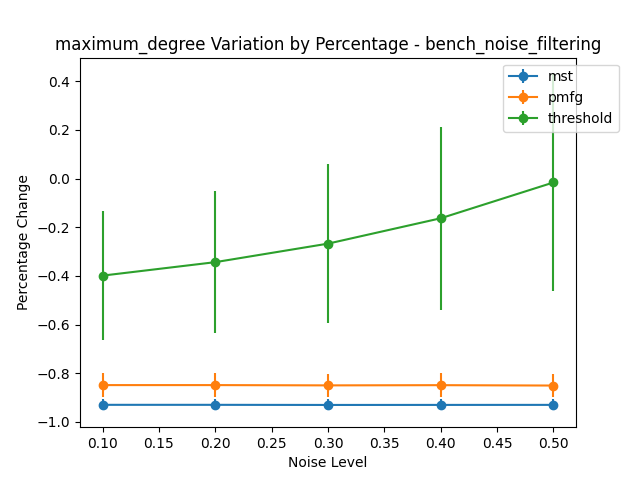 maximum_degree Variation by Percentage - bench_noise_filtering
mst
pmfg
threshold
0.4
0.2
0.0
−0.2
−0.4
−0.6
−0.8
−1.0
Percentage Change
0.10 0.15 0.20 0.25 0.30 0.35 0.40 0.45 0.50
Noise Level